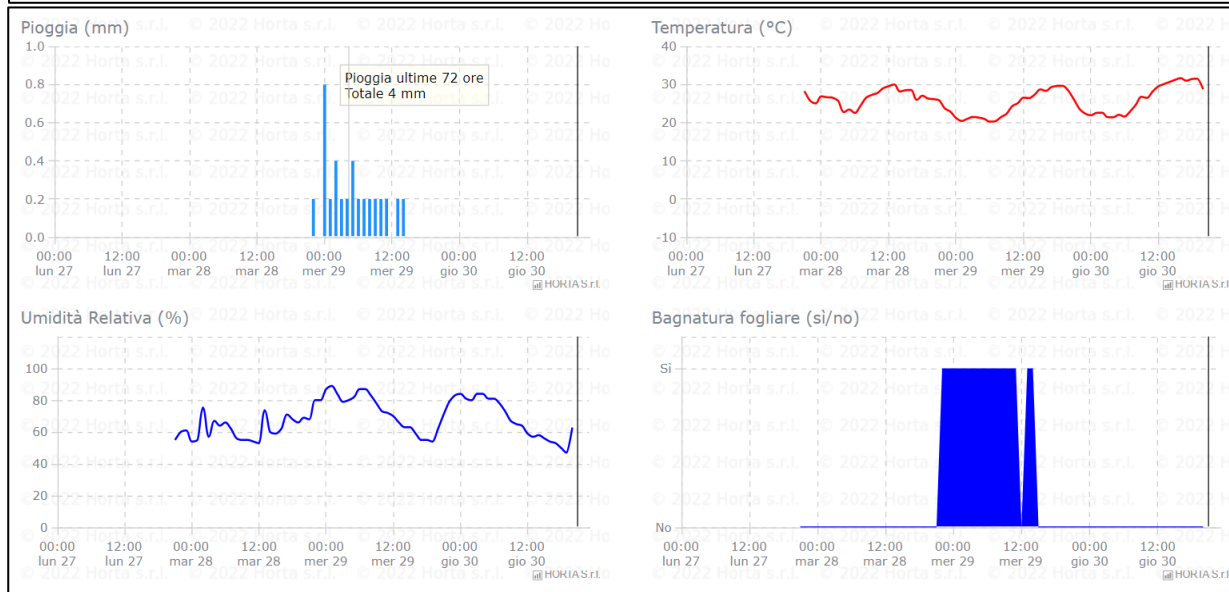 Pioggia (mm)
1.0
0.8
0.6
0.4
0.2
0.0
Pioggia ultime 72 ore
Totale 4 mm
00:00 12:00 00:00 12:00 00:00 12:00 00:00 12:00
lun 27 lun 27 mar 28 mar 28 mer 29 mer 29 gio 30 gio 30
HORTA S.r.l.
Temperatura (°C)
40
30
20
10
0
-10
00:00 12:00 00:00 12:00 00:00 12:00 00:00 12:00
lun 27 lun 27 mar 28 mar 28 mer 29 mer 29 gio 30 gio 30
HORTA S.r.l.
Umidità Relativa (%)
100
80
60
40
20
0
00:00 12:00 00:00 12:00 00:00 12:00 00:00 12:00
lun 27 lun 27 mar 28 mar 28 mer 29 mer 29 gio 30 gio 30
HORTA S.r.l.
Bagnatura fogliare (sì/no)
Sì
No
00:00 12:00 00:00 12:00 00:00 12:00 00:00 12:00
lun 27 lun 27 mar 28 mar 28 mer 29 mer 29 gio 30 gio 30
HORTA S.r.l.
© 2022 Horta s.r.l.